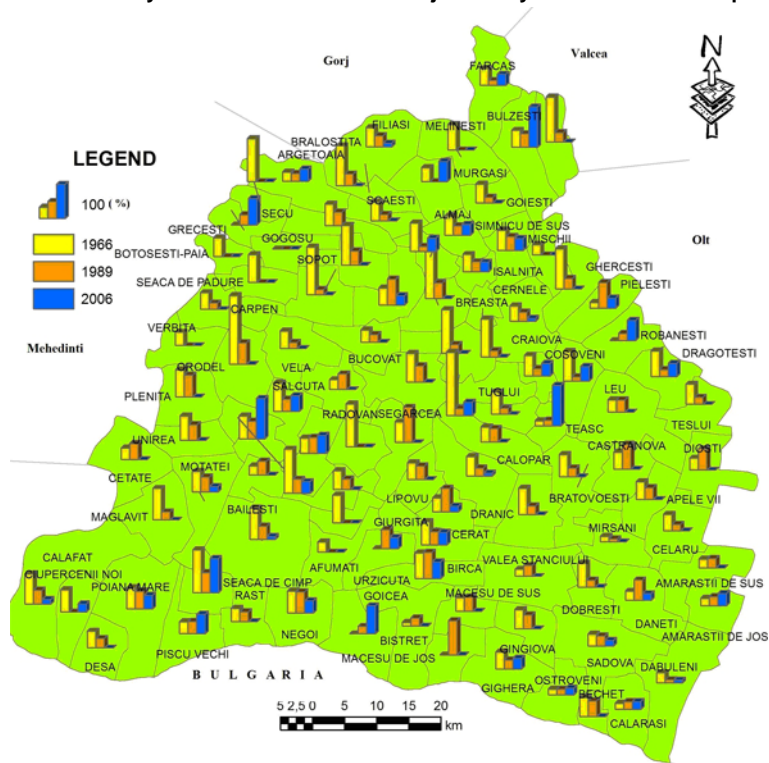 Gorj
Valcea
N
FARCAS
BULZESTI
FILIASI
MELINESTI
BRALOSTITA
ARGETOAIA
LEGEND
100 (%)
1966
1989
2006
MURGASI
SCAESTI
GOIESTI
SECU
ALMAJ
SIMNICU DE SUS
GRECESTI
GOGOSU
MISCHII
Olt
BOTOSESTI-PAIA
SOPOT
ISALNITA
GHERCESTI
SEACA DE PADURE
CERNELE
PIELESTI
CARPEN
BREASTA
VERBITA
CRAIOVA
ROBANESTI
Mehedinti
BUCOVAT
COSOVENI
DRAGOTESTI
ORODEL
VELA
SALCUTA
TUGLUI
LEU
PLENITA
RADOVAN
SEGARCEA
TEASC
TESLUI
UNIREA
CASTRANOVA
DIOSTI
MOTATEI
CALOPAR
CETATE
LIPOVU
BRATOVOESTI
APELE VII
MAGLAVIT
BAILESTI
DRANIC
GIURGITA
MIRSANI
CERAT
CELARU
CALAFAT
AFUMATI
VALEA STANCIULUI
CIUPERCENII NOI
BIRCA
POIANA MARE
SEACA DE CIMP
URZICUTA
AMARASTII DE SUS
RAST
GOICEA
MACESU DE SUS
DOBRESTI
DANETI
NEGOI
BISTRET
AMARASTII DE JOS
PISCU VECHI
MACESU DE JOS
GINGIOVA
DESA
SADOVA
DABULENI
BULGARIA
OSTROVENI
GIGHERA
BECHET
CALARASI
5 2,5 0 5 10 15 20
km